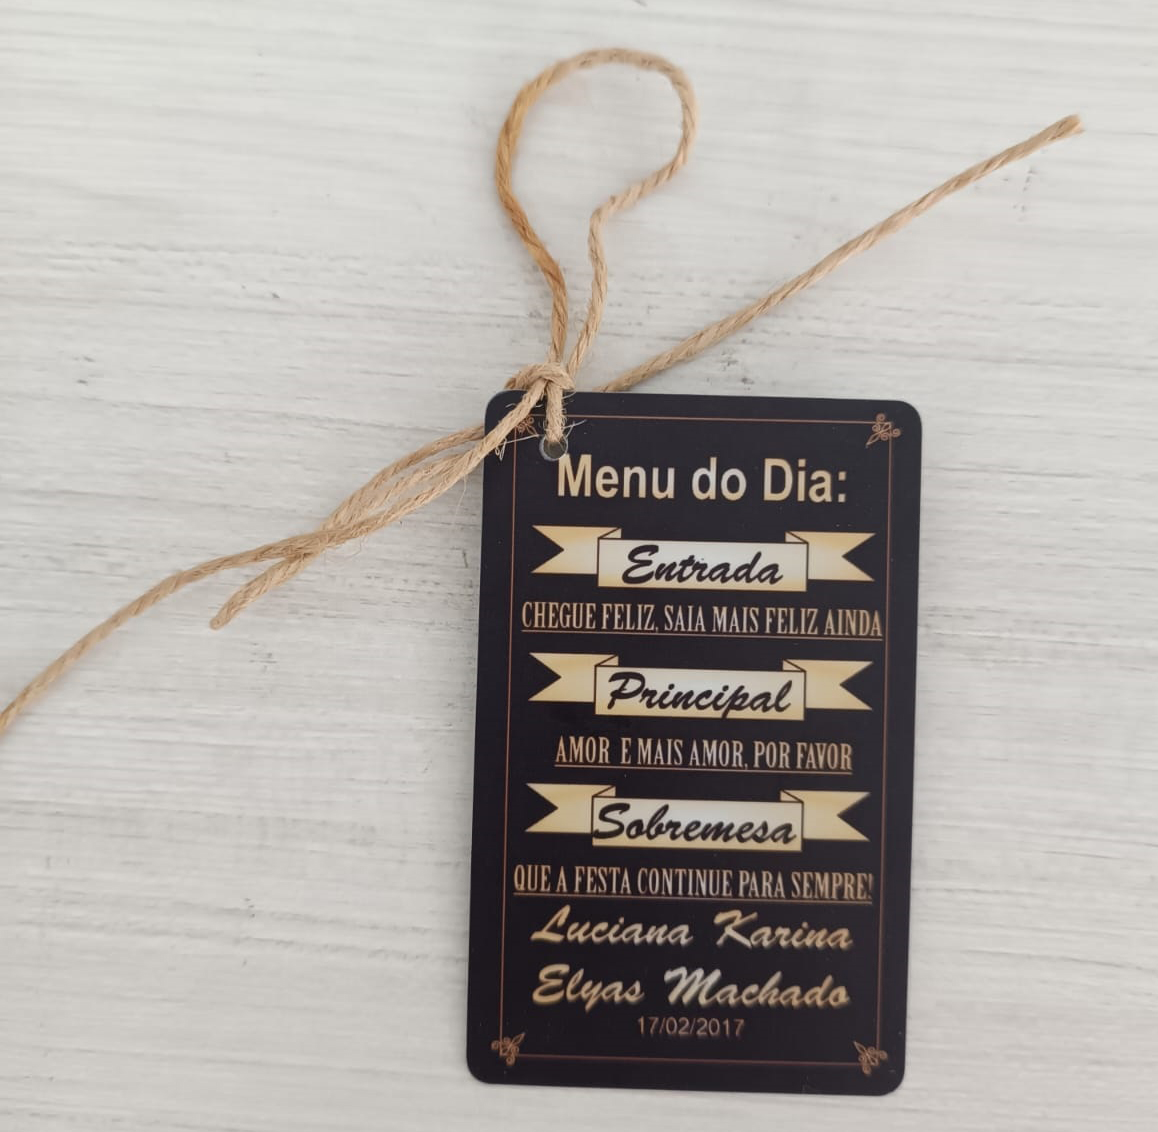 Menu do Dia:
Entrada
CHEGUE FELIZ, SAIA MAIS FELIZ AINDA
Principal
AMOR E MAIS AMOR, POR FAVOR
Sobremesa
QUE A FESTA CONTINUE PARA SEMPRE!
Luciana Karina
Elyas Machado
17/02/2017